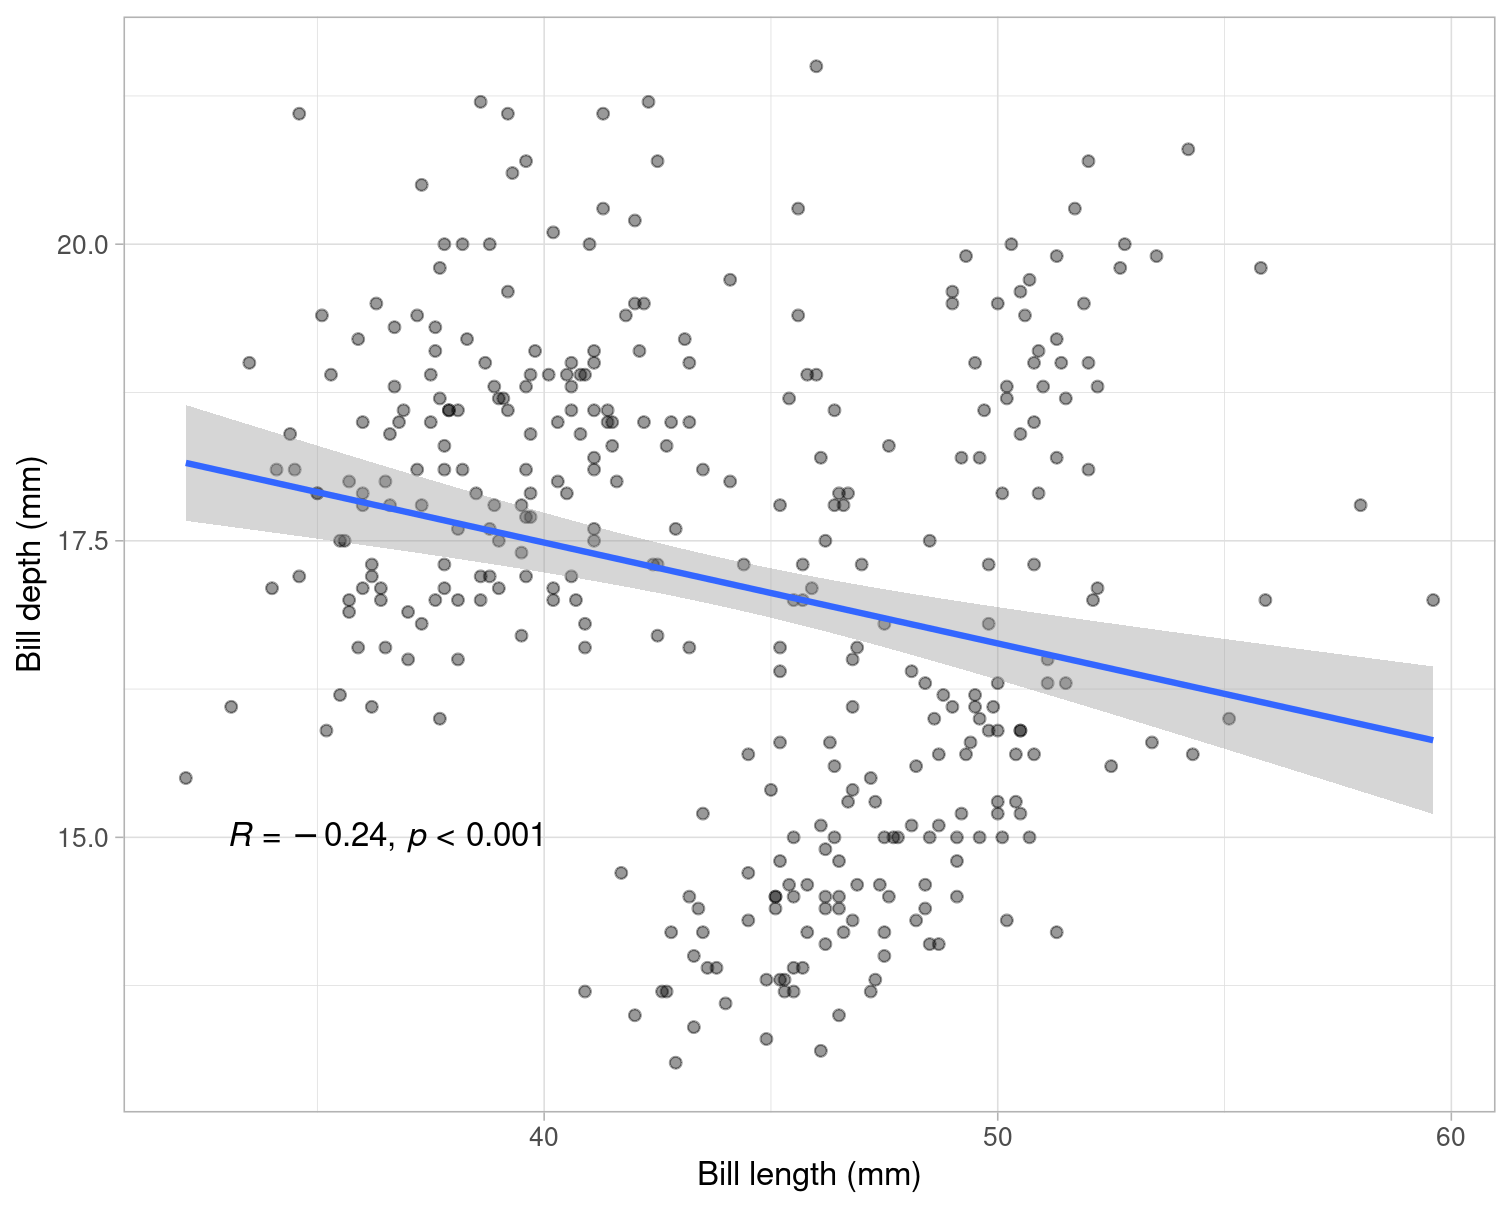 20.0
17.5
15.0
Bill depth (mm)
R = −0.24, p < 0.001
40 50 60
Bill length (mm)